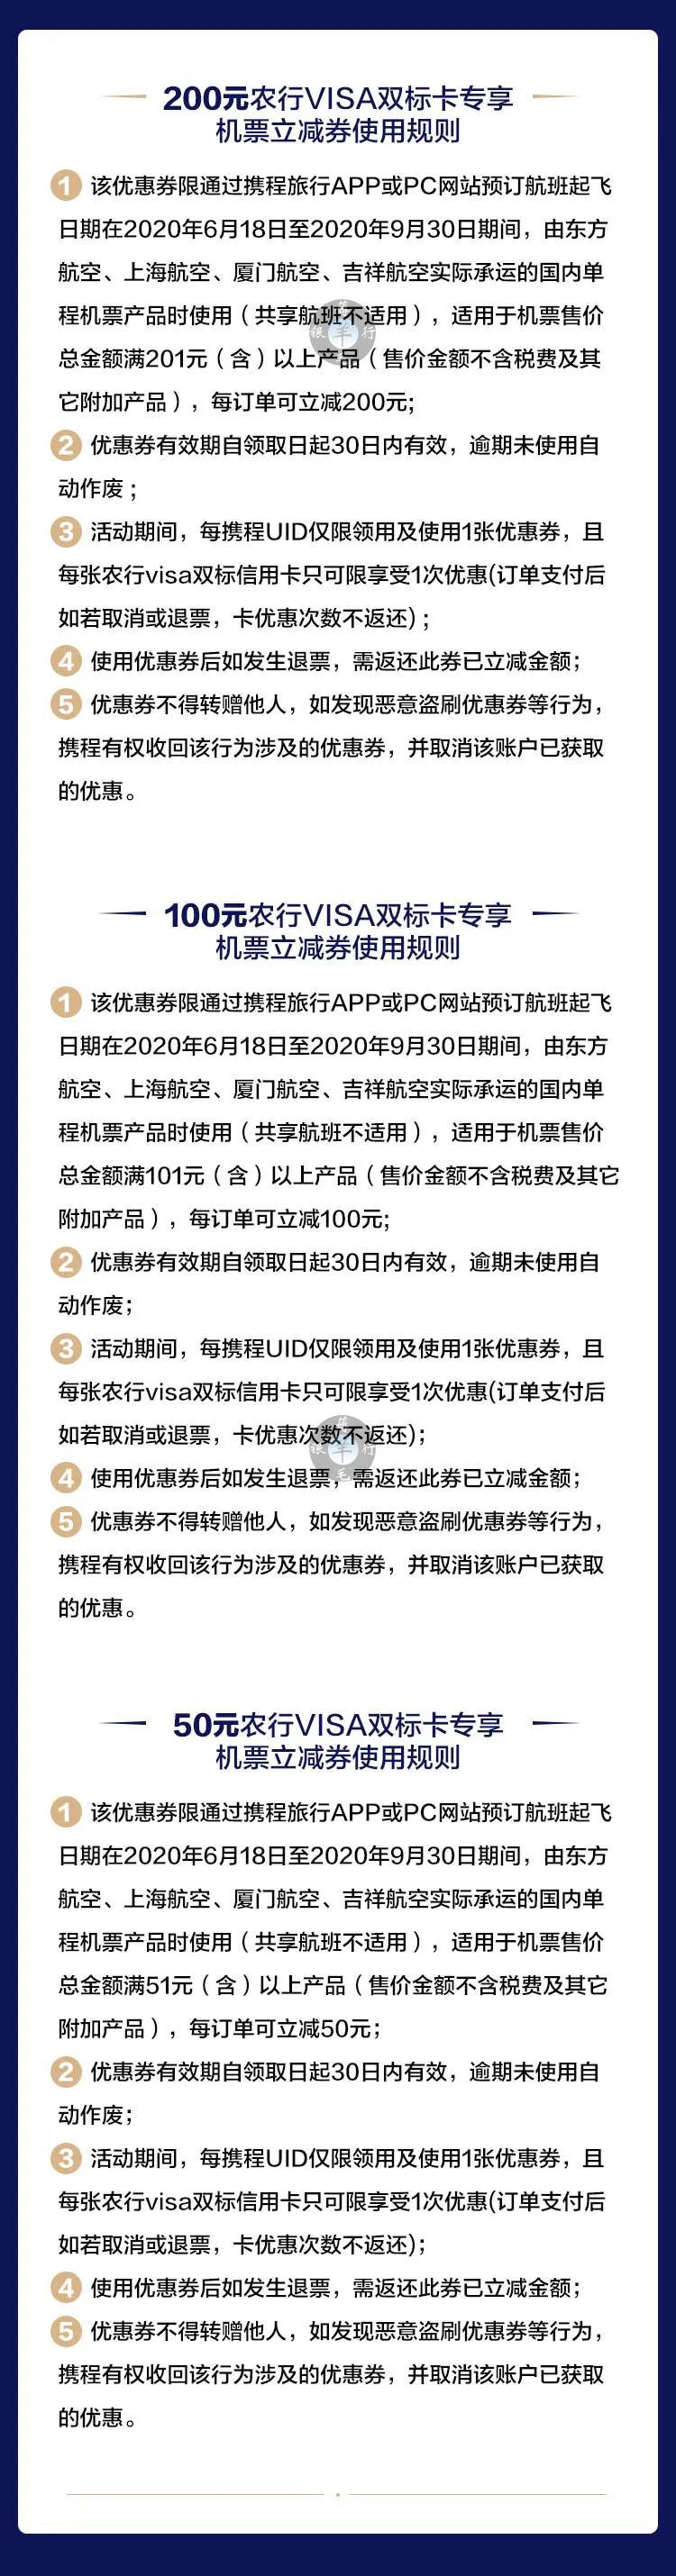 200元农行VISA双标卡专享
机票立减券使用规则
1 该优惠券限通过携程旅行APP或PC网站预订航班起飞
日期在2020年6月18日至2020年9月30日期间，由东方
航空、上海航空、厦门航空、吉祥航空实际承运的国内单
程机票产品时使用（共享航班不适用），适用于机票售价
总金额满201元（含）以上产品（售价金额不含税费及其
它附加产品），每订单可立减200元;
2 优惠券有效期自领取日起30日内有效，逾期未使用自
动作废；
3 活动期间，每携程UID仅限领用及使用1张优惠券，且
每张农行visa双标信用卡只可限享受1次优惠(订单支付后
如若取消或退票，卡优惠次数不返还)；
4 使用优惠券后如发生退票，需返还此券已立减金额；
5 优惠券不得转赠他人，如发现恶意盗刷优惠券等行为，
携程有权收回该行为涉及的优惠券，并取消该账户已获取
的优惠。
100元农行VISA双标卡专享
机票立减券使用规则
1 该优惠券限通过携程旅行APP或PC网站预订航班起飞
日期在2020年6月18日至2020年9月30日期间，由东方
航空、上海航空、厦门航空、吉祥航空实际承运的国内单
程机票产品时使用（共享航班不适用），适用于机票售价
总金额满101元（含）以上产品（售价金额不含税费及其它
附加产品），每订单可立减100元;
2 优惠券有效期自领取日起30日内有效，逾期未使用自
动作废；
3 活动期间，每携程UID仅限领用及使用1张优惠券，且
每张农行visa双标信用卡只可限享受1次优惠(订单支付后
如若取消或退票，卡优惠次数不返还)；
4 使用优惠券后如发生退票，需返还此券已立减金额；
5 优惠券不得转赠他人，如发现恶意盗刷优惠券等行为，
携程有权收回该行为涉及的优惠券，并取消该账户已获取
的优惠。
50元农行VISA双标卡专享
机票立减券使用规则
1 该优惠券限通过携程旅行APP或PC网站预订航班起飞
日期在2020年6月18日至2020年9月30日期间，由东方
航空、上海航空、厦门航空、吉祥航空实际承运的国内单
程机票产品时使用（共享航班不适用），适用于机票售价
总金额满51元（含）以上产品（售价金额不含税费及其它
附加产品），每订单可立减50元；
2 优惠券有效期自领取日起30日内有效，逾期未使用自
动作废；
3 活动期间，每携程UID仅限领用及使用1张优惠券，且
每张农行visa双标信用卡只可限享受1次优惠(订单支付后
如若取消或退票，卡优惠次数不返还)；
4 使用优惠券后如发生退票，需返还此券已立减金额；
5 优惠券不得转赠他人，如发现恶意盗刷优惠券等行为，
携程有权收回该行为涉及的优惠券，并取消该账户已获取
的优惠。